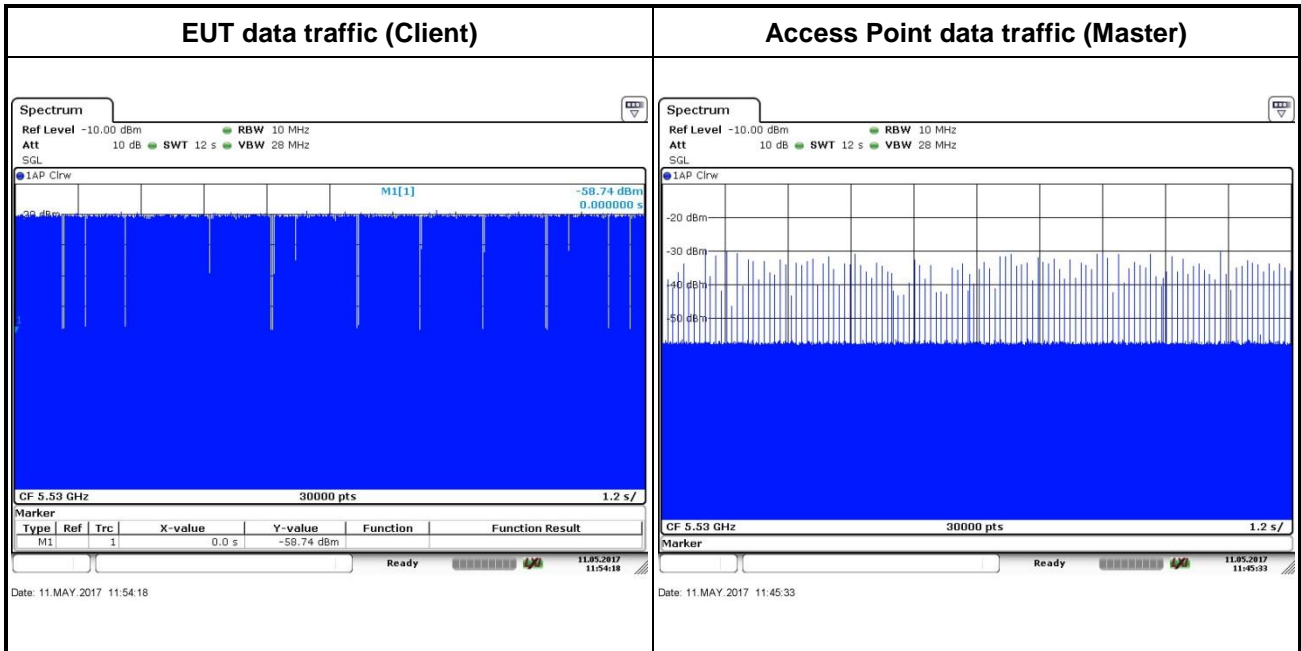 EUT data traffic (Client)
Spectrum
Ref Level -10.00 dBm RBW 10 MHz
Att 10 dB SWT 12 s VBW 28 MHz
SGL
1AP Clrw
M1[1] -58.74 dBm
0.000000 s
-20 dBm
1
CF 5.53 GHz 30000 pts 1.2 s/
Marker
Type Ref Trc X-value Y-value Function Function Result
M1 1 0.0 s -58.74 dBm
Ready 11.05.2017
11:54:18
Date: 11.MAY.2017 11:54:18
Access Point data traffic (Master)
Spectrum
Ref Level -10.00 dBm RBW 10 MHz
Att 10 dB SWT 12 s VBW 28 MHz
SGL
1AP Clrw
-20 dBm
-30 dBm
-40 dBm
-50 dBm
CF 5.53 GHz 30000 pts 1.2 s/
Marker
Ready 11.05.2017
11:45:33
Date: 11.MAY.2017 11:45:33